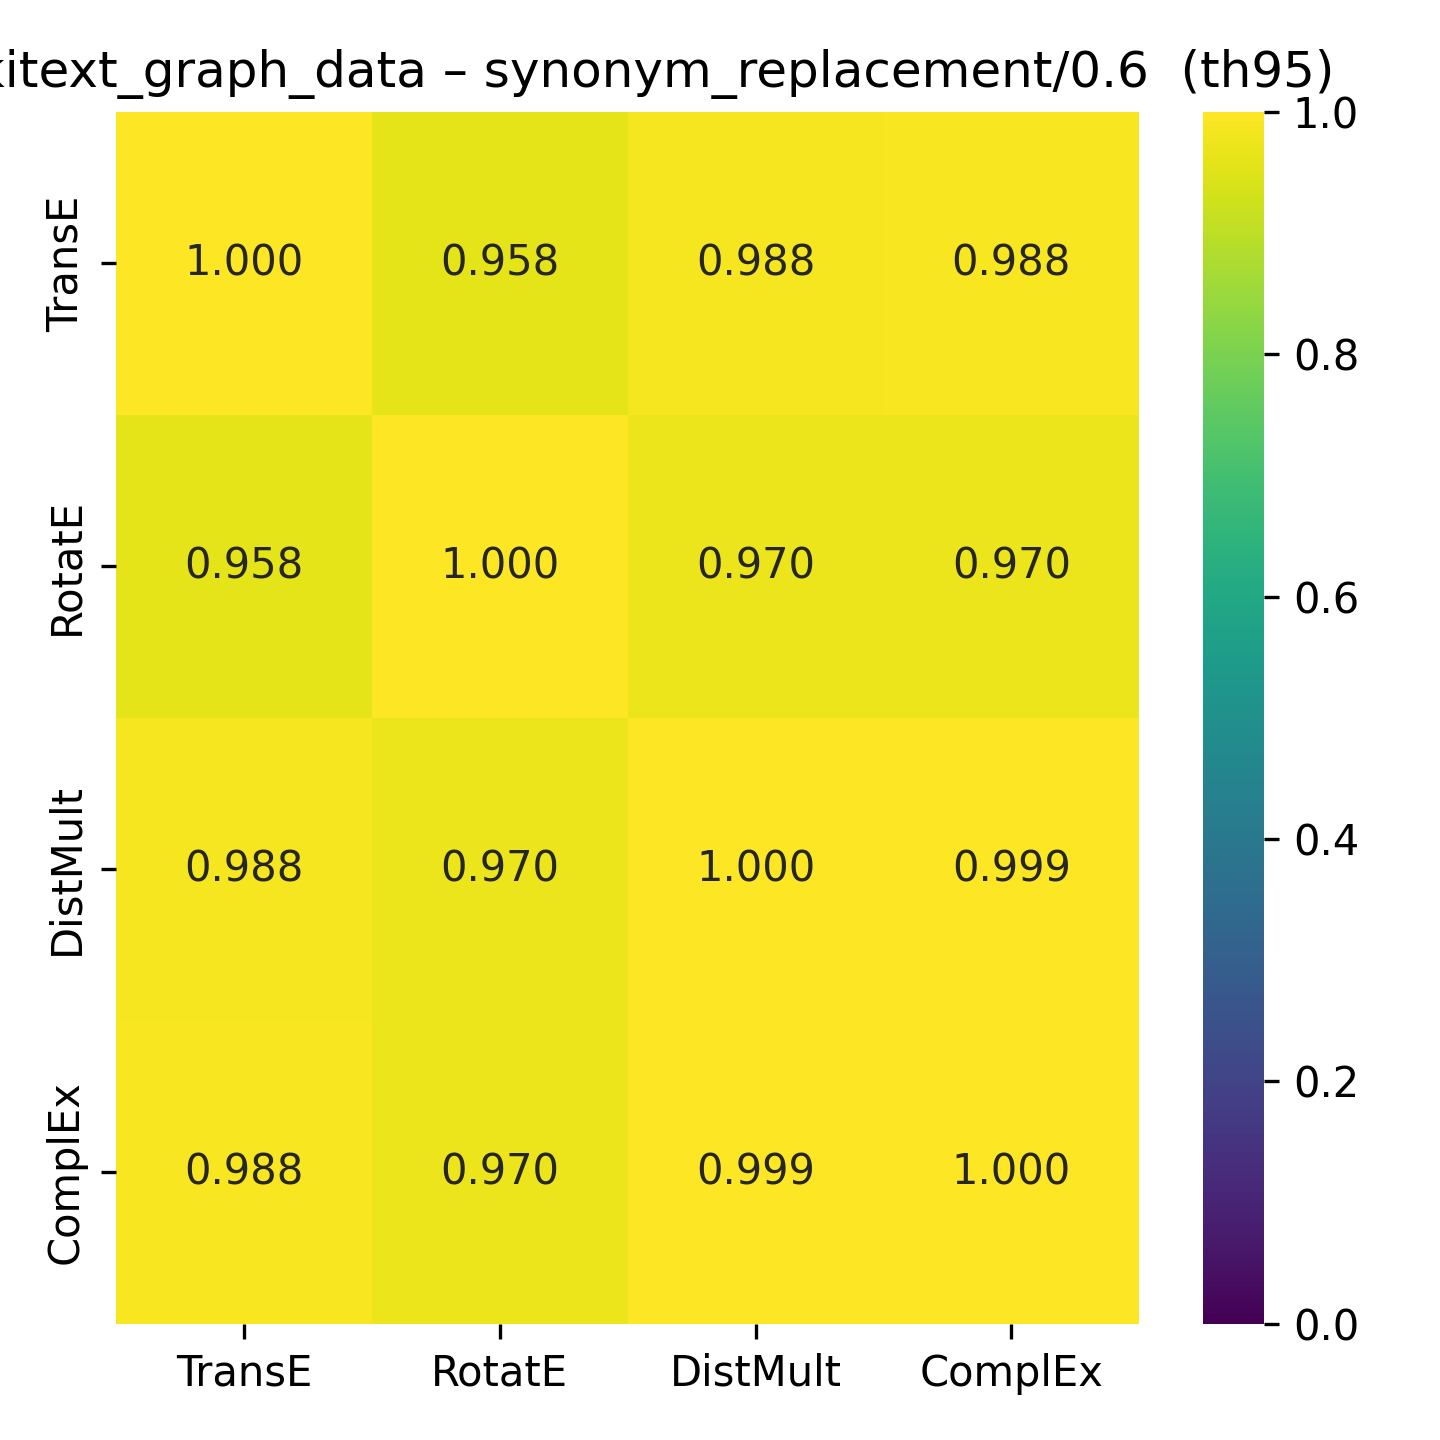 kitext_graph_data – synonym_replacement/0.6 (th95)
1.0
TransE 1.000 0.958 0.988 0.988
0.8
RotatE 0.958 1.000 0.970 0.970
0.6
DistMult 0.988 0.970 1.000 0.999
0.4
0.2
ComplEx 0.988 0.970 0.999 1.000
0.0
TransE RotatE DistMult ComplEx